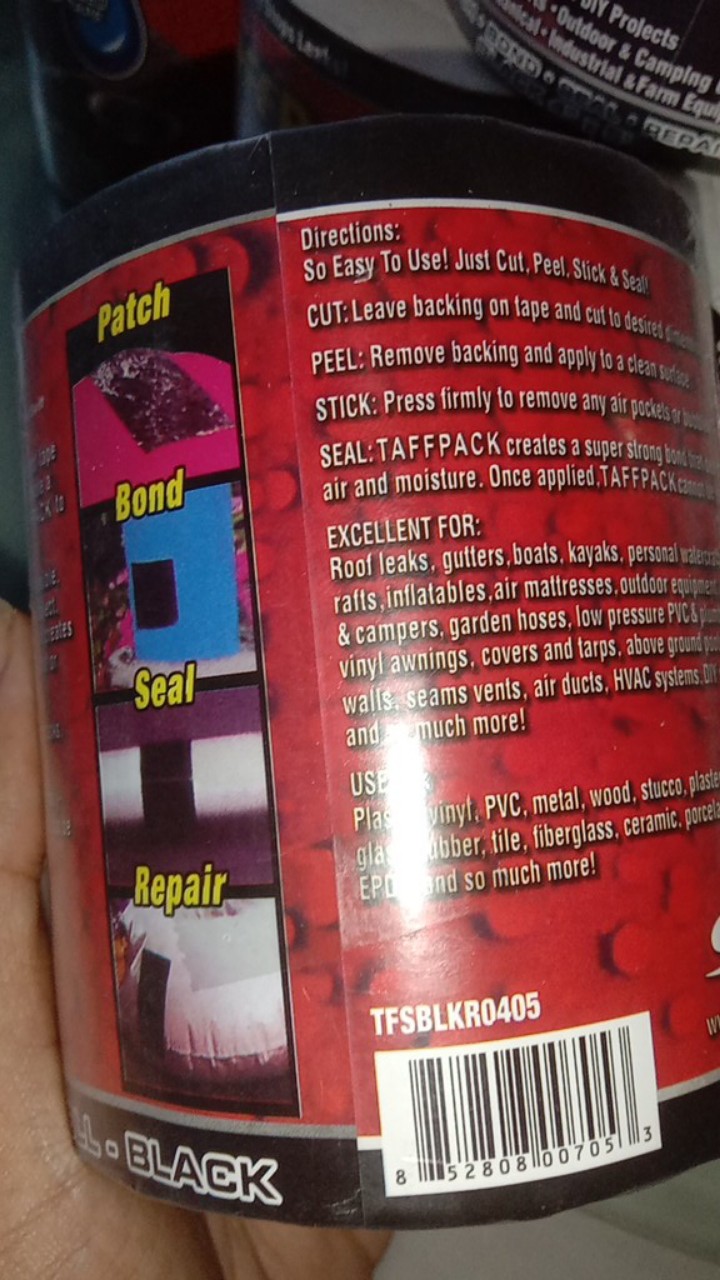 DIY Projects
Outdoor & Camping
Industrial & Farm
BOND • SEAL • REPAIR
Patch
Bond
Seal
Repair
Directions:
So Easy To Use! Just Cut, Peel, Stick & Seal!
CUT: Leave backing on tape and cut to desired
PEEL: Remove backing and apply to a clean surface
STICK: Press firmly to remove any air pockets or
SEAL: TAFFPACK creates a super strong bond
air and moisture. Once applied, TAFFPACK
EXCELLENT FOR:
Roof leaks, gutters, boats, kayaks, personal
rafts, inflatables, air mattresses, outdoor
& campers, garden hoses, low pressure PVC &
vinyl awnings, covers and tarps, above ground
walls, seams vents, air ducts, HVAC systems, DIY
and much more!
USE
vinyl, PVC, metal, wood, stucco,
tile, fiberglass, ceramic,
and so much more!
TFSBLKR0405
8 52808 00705 3
- BLACK